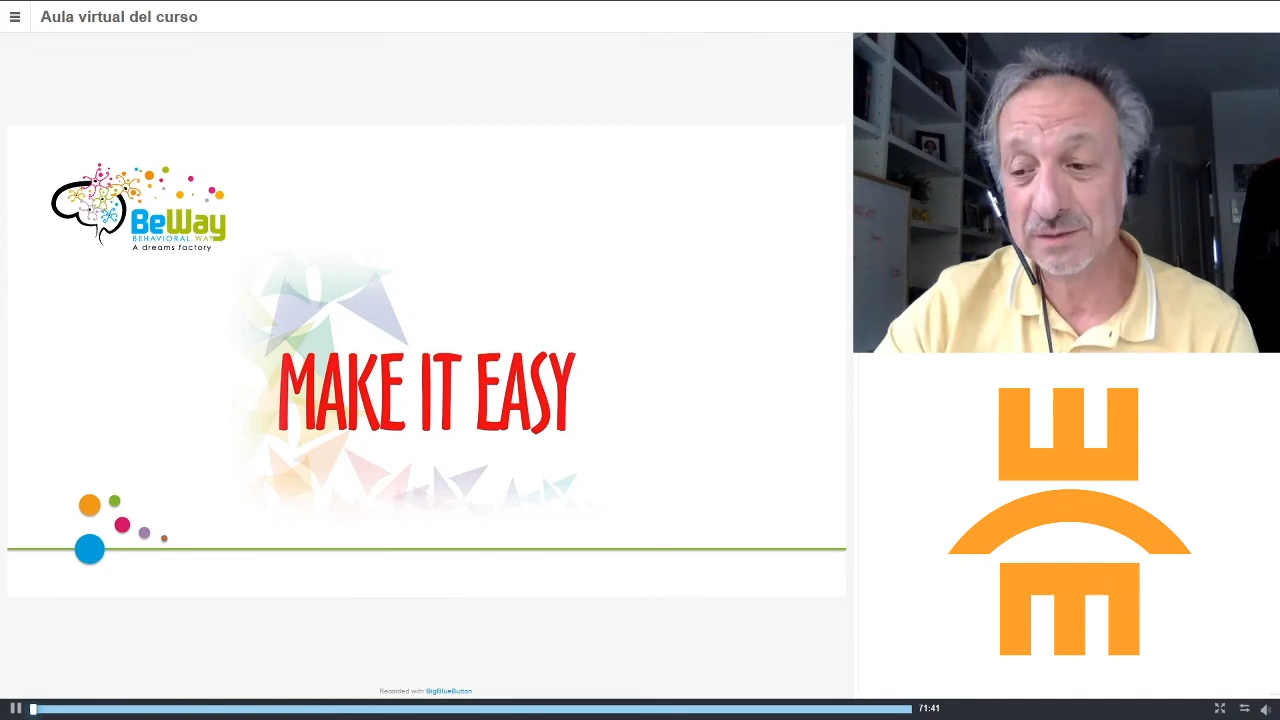 Aula virtual del curso
BeWay
BEHAVIORAL WAY
A dreams factory
MAKE IT EASY
Recorded with BigBlueButton
71:41